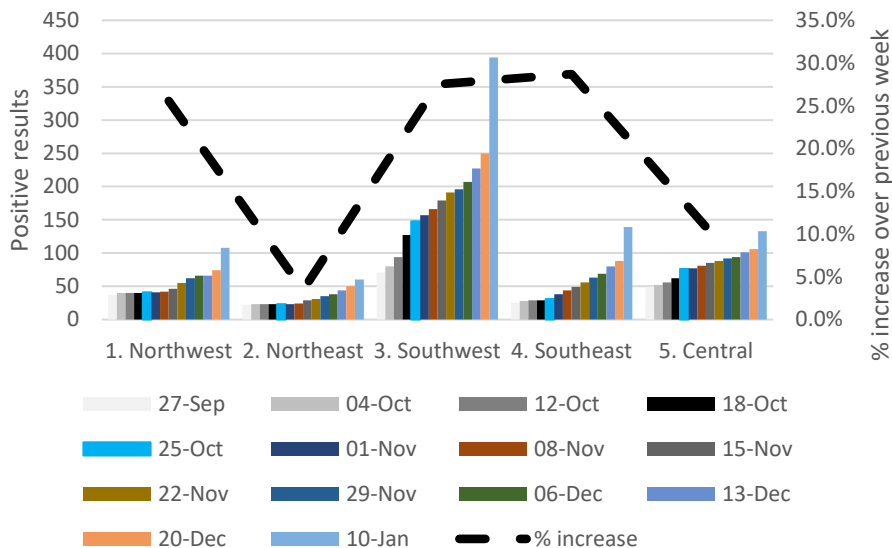 450 35.0%
400 30.0%
350 25.0%
300
250 20.0%
200 15.0%
150 10.0%
100
50 5.0%
0 0.0%
Positive results
% increase over previous week
1. Northwest 2. Northeast 3. Southwest 4. Southeast 5. Central
27-Sep 04-Oct 12-Oct 18-Oct
25-Oct 01-Nov 08-Nov 15-Nov
22-Nov 29-Nov 06-Dec 13-Dec
20-Dec 10-Jan % increase